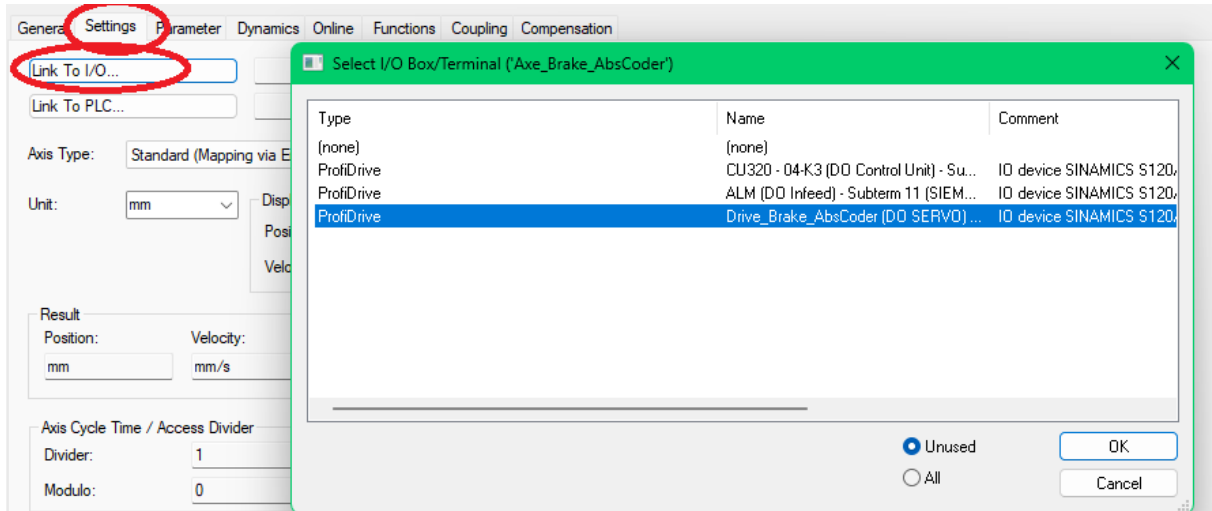 General Settings Parameter Dynamics Online Functions Coupling Compensation
Link To I/O...
Link To PLC...
Axis Type: Standard (Mapping via E
Unit: mm
Disp
Posi
Velo
Result
Position: Velocity:
mm mm/s
Axis Cycle Time / Access Divider
Divider: 1
Modulo: 0
Select I/O Box/Terminal ('Axe_Brake_AbsCoder')
Type Name Comment
(none) (none)
ProfiDrive CU320 - 04-K3 (DO Control Unit) - Su... IO device SINAMICS S120/
ProfiDrive ALM (DO Infeed) - Subterm 11 (SIEM... IO device SINAMICS S120/
ProfiDrive Drive_Brake_AbsCoder (DO SERVO) ... IO device SINAMICS S120/
Unused
All
OK
Cancel